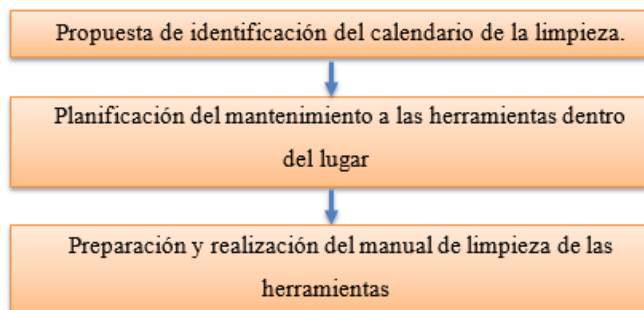 Propuesta de identificación del calendario de la limpieza.
Planificación del mantenimiento a las herramientas dentro
del lugar
Preparación y realización del manual de limpieza de las
herramientas